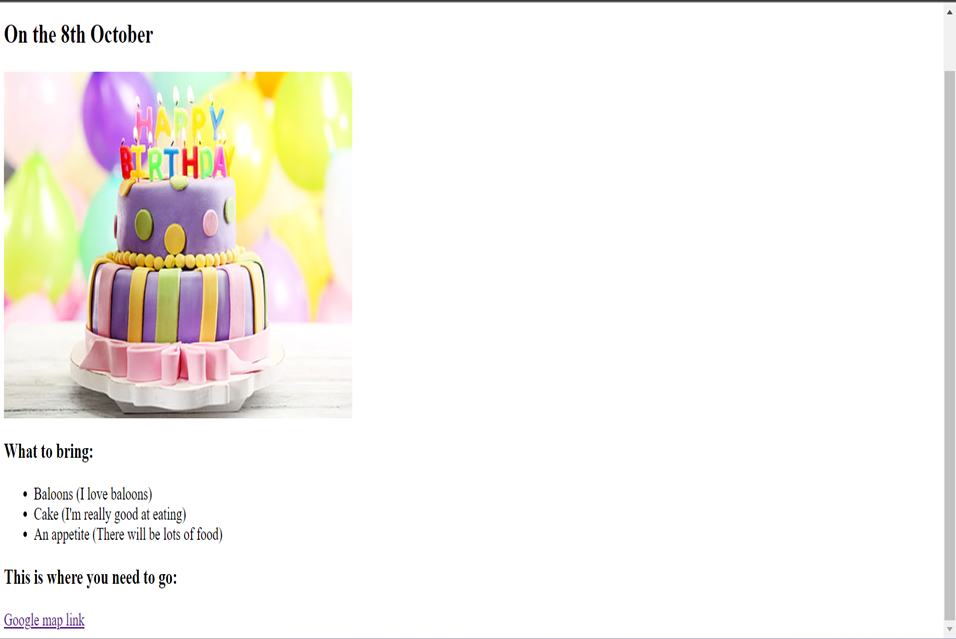 On the 8th October
HAPPY
BIRTHDAY
What to bring:
Baloons (I love baloons)
Cake (I'm really good at eating)
An appetite (There will be lots of food)
This is where you need to go:
Google map link